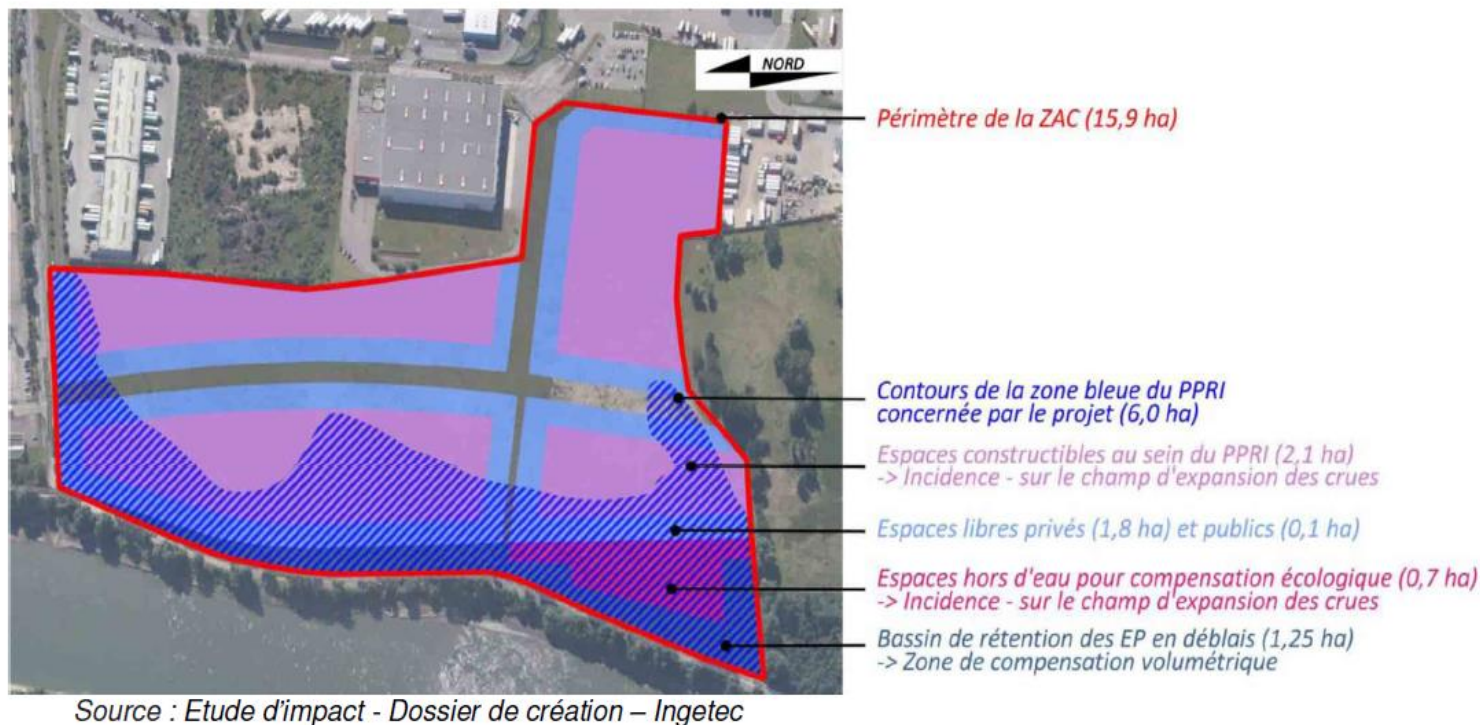 NORD
Périmètre de la ZAC (15,9 ha)
Contours de la zone bleue du PPRI
concernée par le projet (6,0 ha)
Espaces constructibles au sein du PPRI (2,1 ha)
-> Incidence - sur le champ d'expansion des crues
Espaces libres privés (1,8 ha) et publics (0,1 ha)
Espaces hors d'eau pour compensation écologique (0,7 ha)
-> Incidence - sur le champ d'expansion des crues
Bassin de rétention des EP en déblais (1,25 ha)
-> Zone de compensation volumétrique
Source : Etude d'impact - Dossier de création – Ingetec